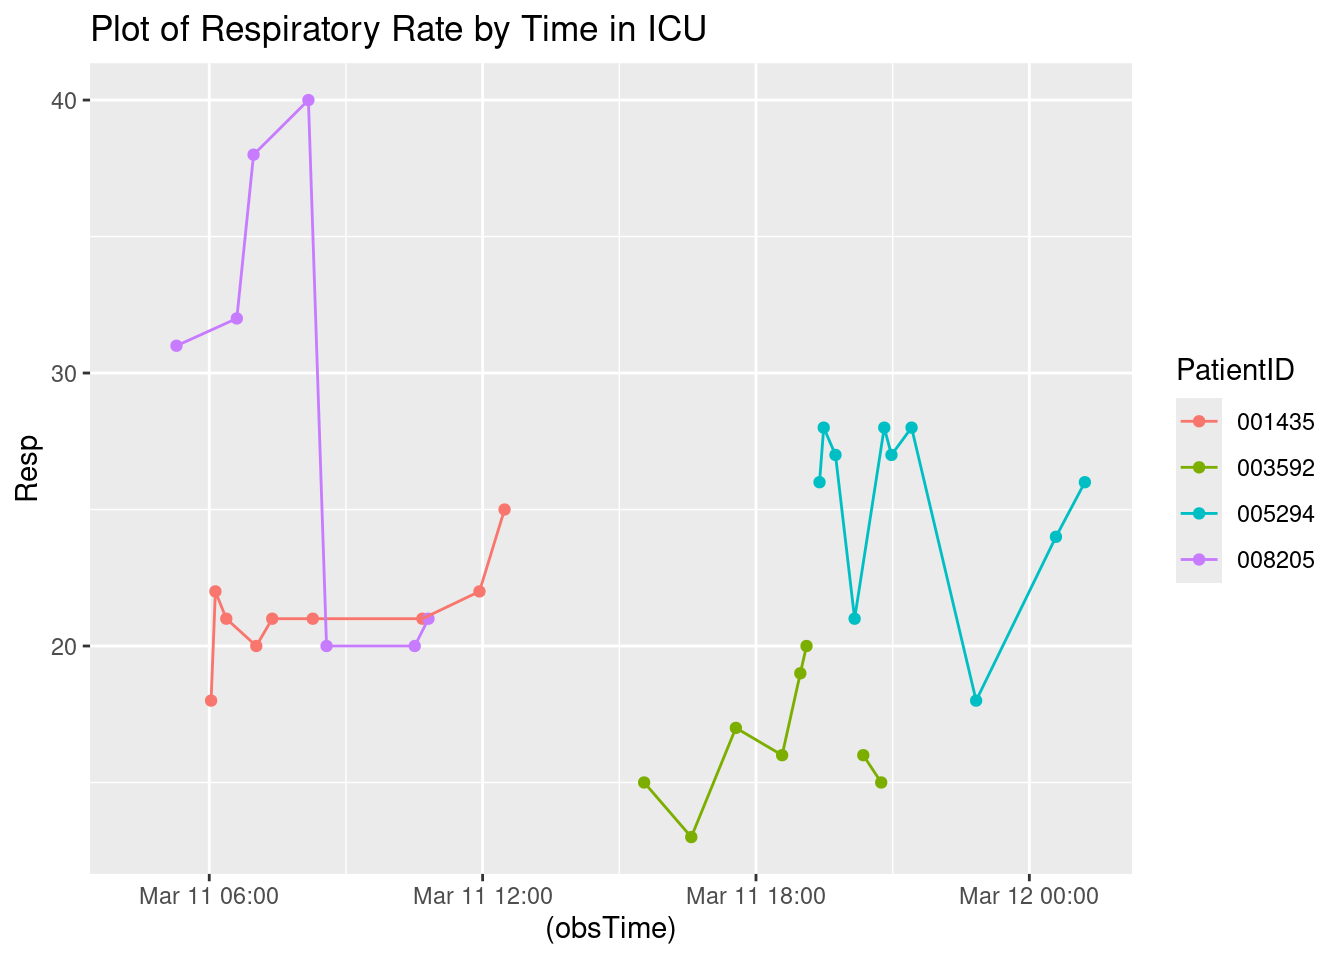 Plot of Respiratory Rate by Time in ICU
40
30
20
Resp
Mar 11 06:00
Mar 11 12:00
Mar 11 18:00
Mar 12 00:00
(obsTime)
PatientID
001435
003592
005294
008205